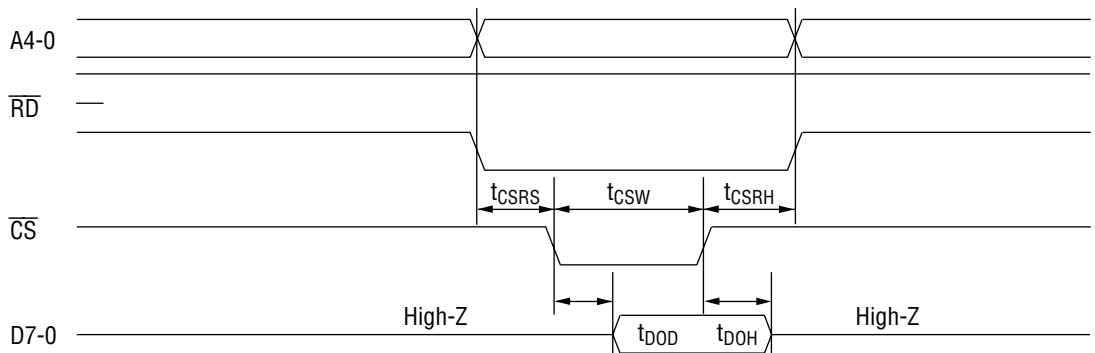 A4-0
RD
tCSRS tCSW tCSRH
CS
High-Z High-Z
D7-0 tDOD tDOH